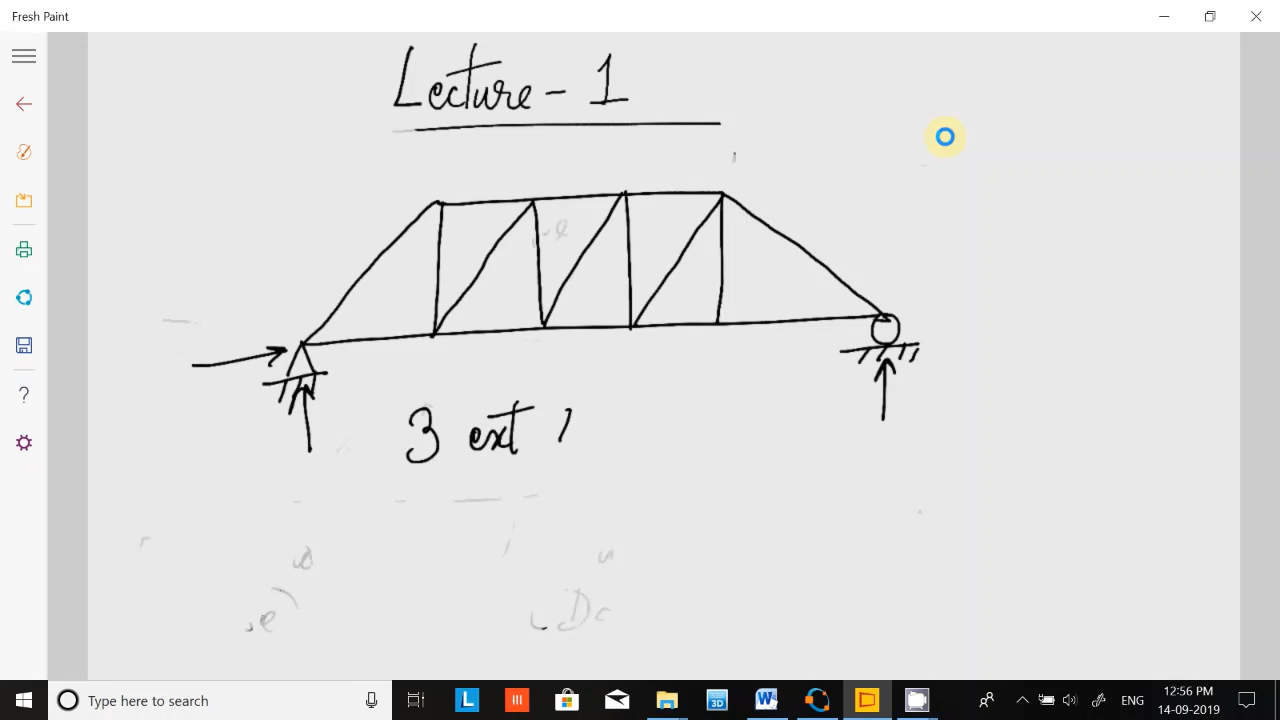 Fresh Paint
Lecture - 1
3 ext
Type here to search
ENG
12:56 PM
14-09-2019